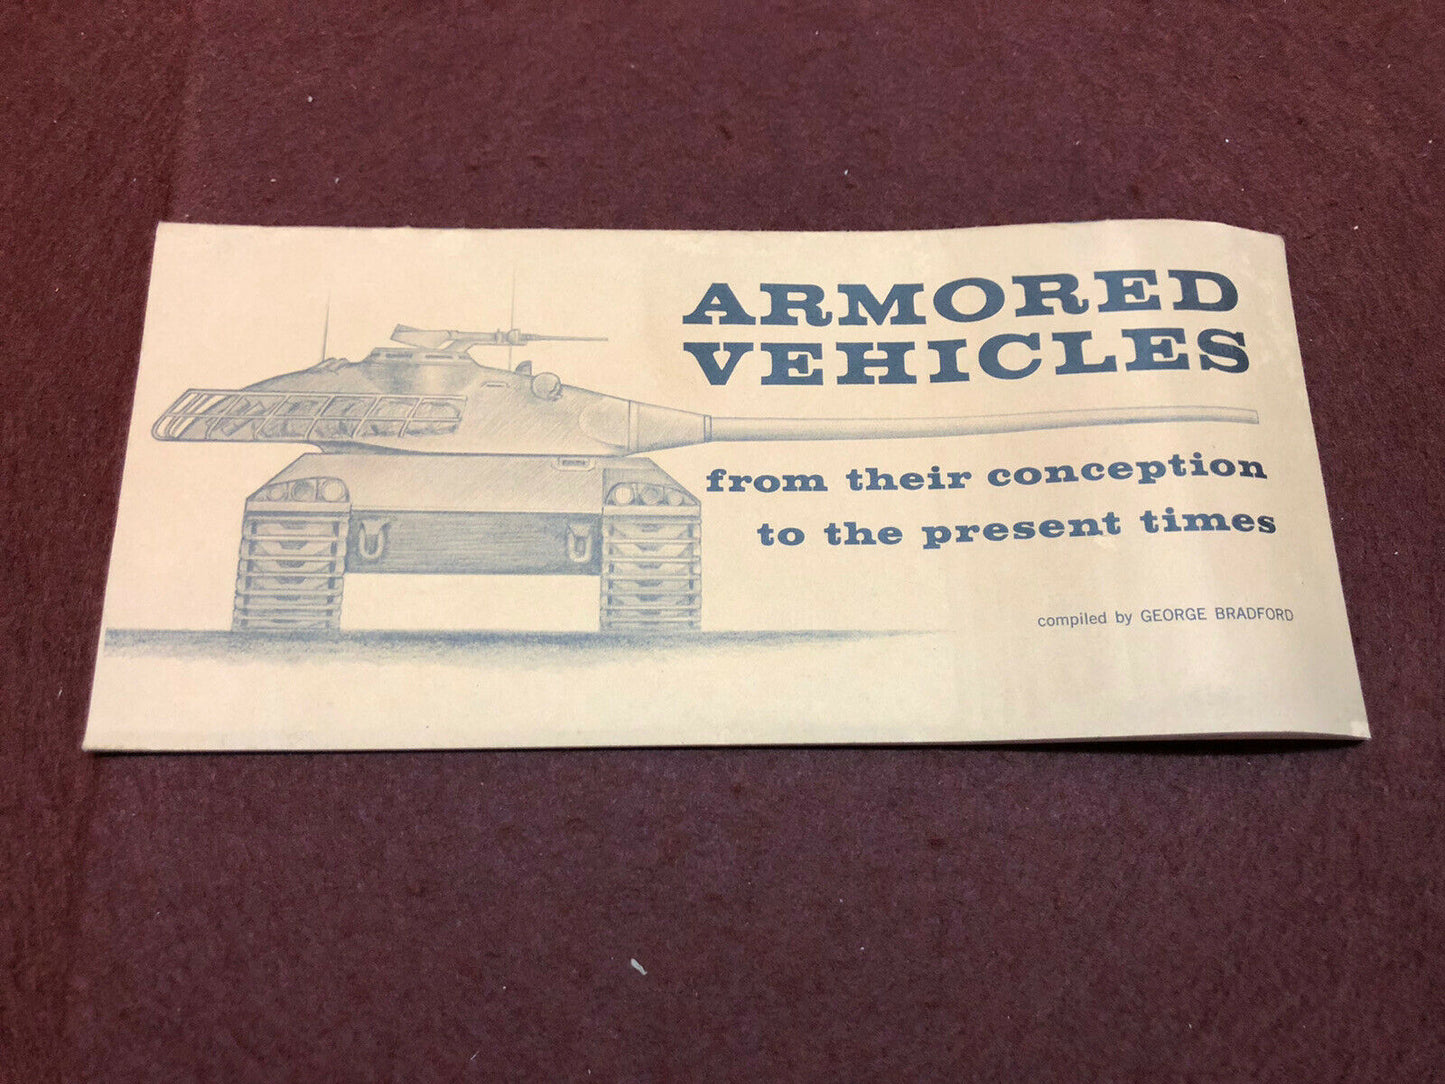 ARMORED
VEHICLES
from their conception
to the present times
compiled by GEORGE BRADFORD